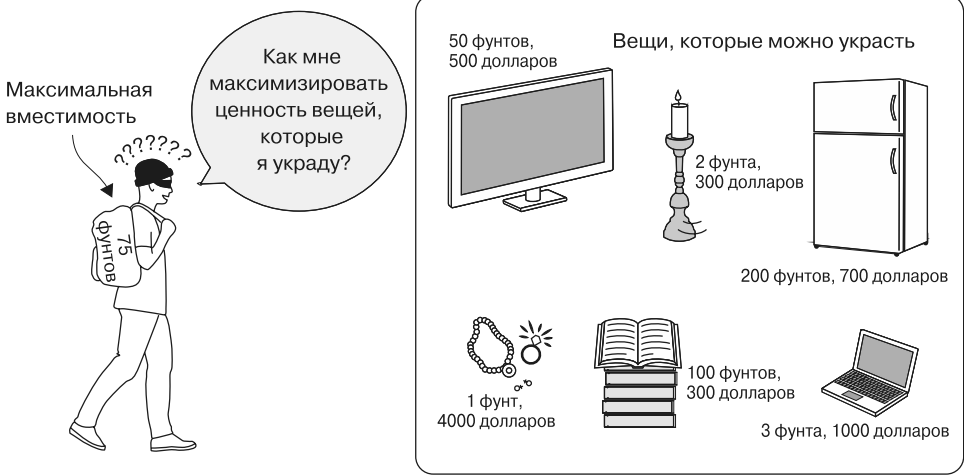 Максимальная
вместимость
???????
75
фунтов
Как мне
максимизировать
ценность вещей,
которые
я украду?
Вещи, которые можно украсть
50 фунтов,
500 долларов
2 фунта,
300 долларов
200 фунтов, 700 долларов
1 фунт,
4000 долларов
100 фунтов,
300 долларов
3 фунта, 1000 долларов